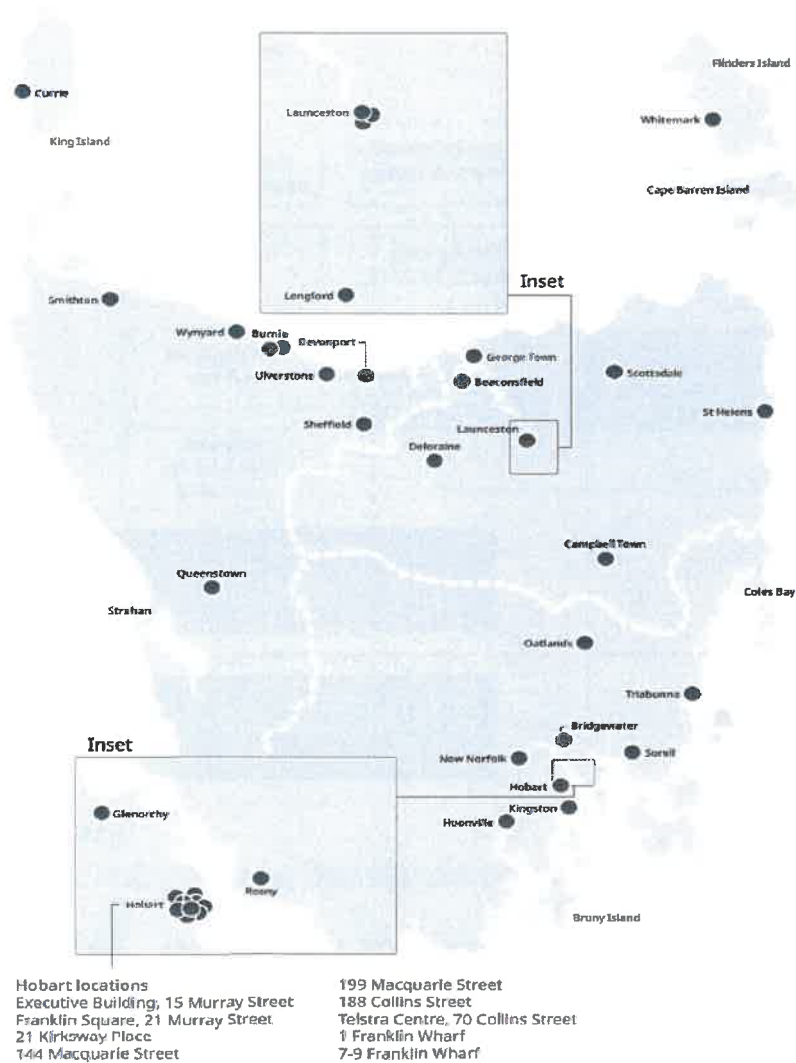 Flinders Island
Currie
Launceston
Whitemark
King Island
Cape Barren Island
Inset
Longford
Smithton
Wynyard
Burnie
Devonport
George Town
Ulverstone
Beaconsfield
Scottsdale
St Helens
Sheffield
Launceston
Deloraine
Campbell Town
Queenstown
Coles Bay
Strahan
Oatlands
Triabunna
Bridgewater
Inset
New Norfolk
Sorell
Hobart
Glenorchy
Kingston
Huonville
Rosny
Hobart
Bruny Island
Hobart locations
Executive Building, 15 Murray Street
Franklin Square, 21 Murray Street
21 Kirksway Place
144 Macquarie Street
199 Macquarie Street
188 Collins Street
Telstra Centre, 70 Collins Street
1 Franklin Wharf
7-9 Franklin Wharf